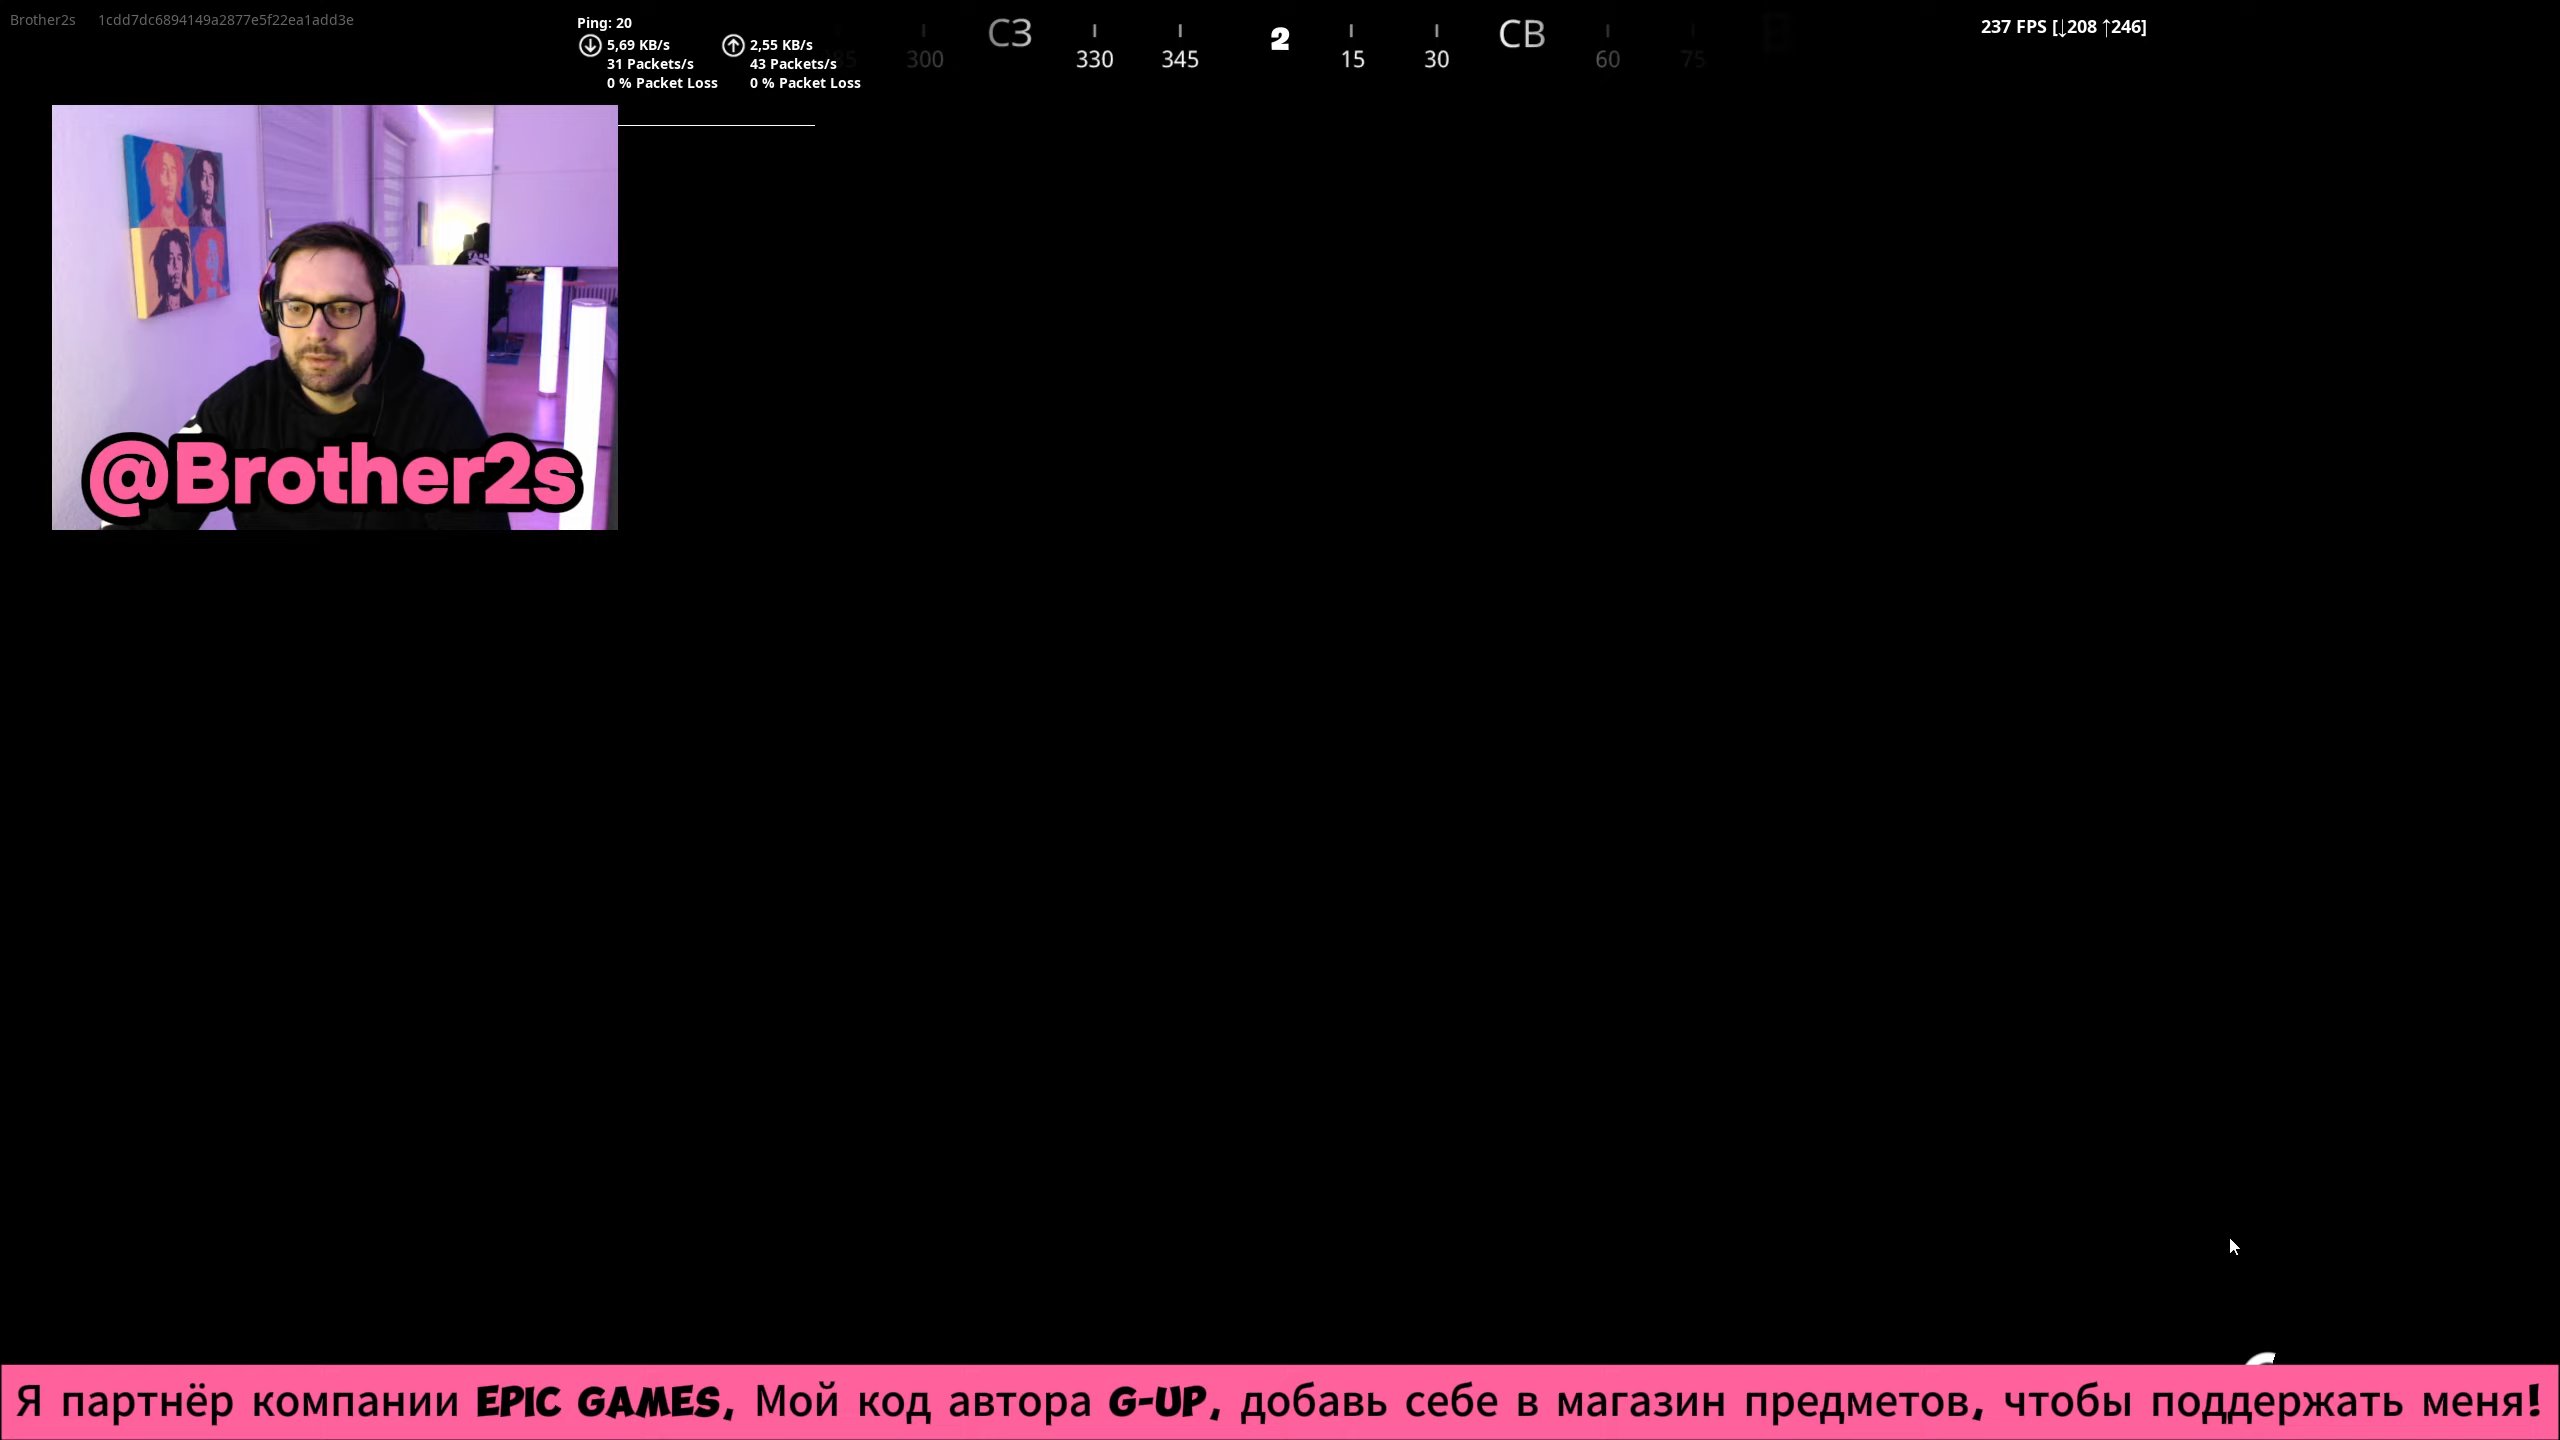 Brother2s 1cdd7dc6894149a2877e5f22ea1add3e
Ping: 20
5,69 KB/s 2,55 KB/s
31 Packets/s 43 Packets/s
0 % Packet Loss 0 % Packet Loss
СЗ 2 СВ
300 330 345 15 30 60 75
237 FPS [↓208 ↑246]
@Brother2s
Я партнёр компании EPIC GAMES, Мой код автора G-UP, добавь себе в магазин предметов, чтобы поддержать меня!